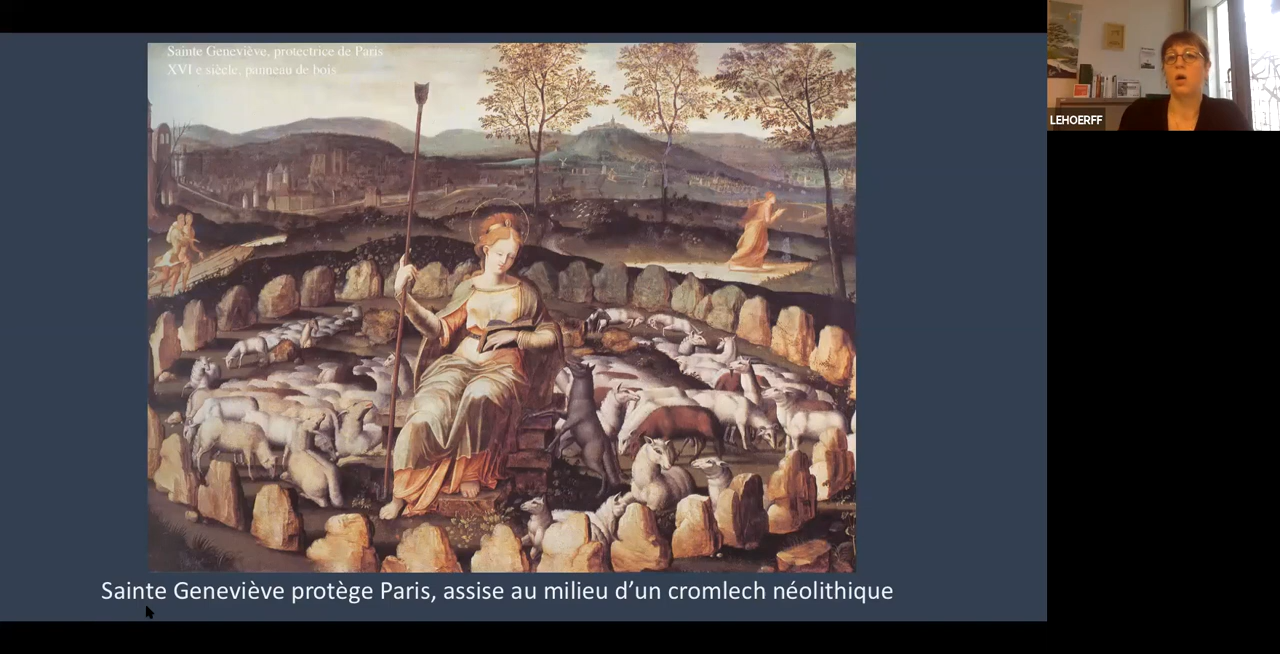 Sainte Geneviève, protectrice de Paris
XVI e siècle, panneau de bois
LEHOERFF
Sainte Geneviève protège Paris, assise au milieu d'un cromlech néolithique